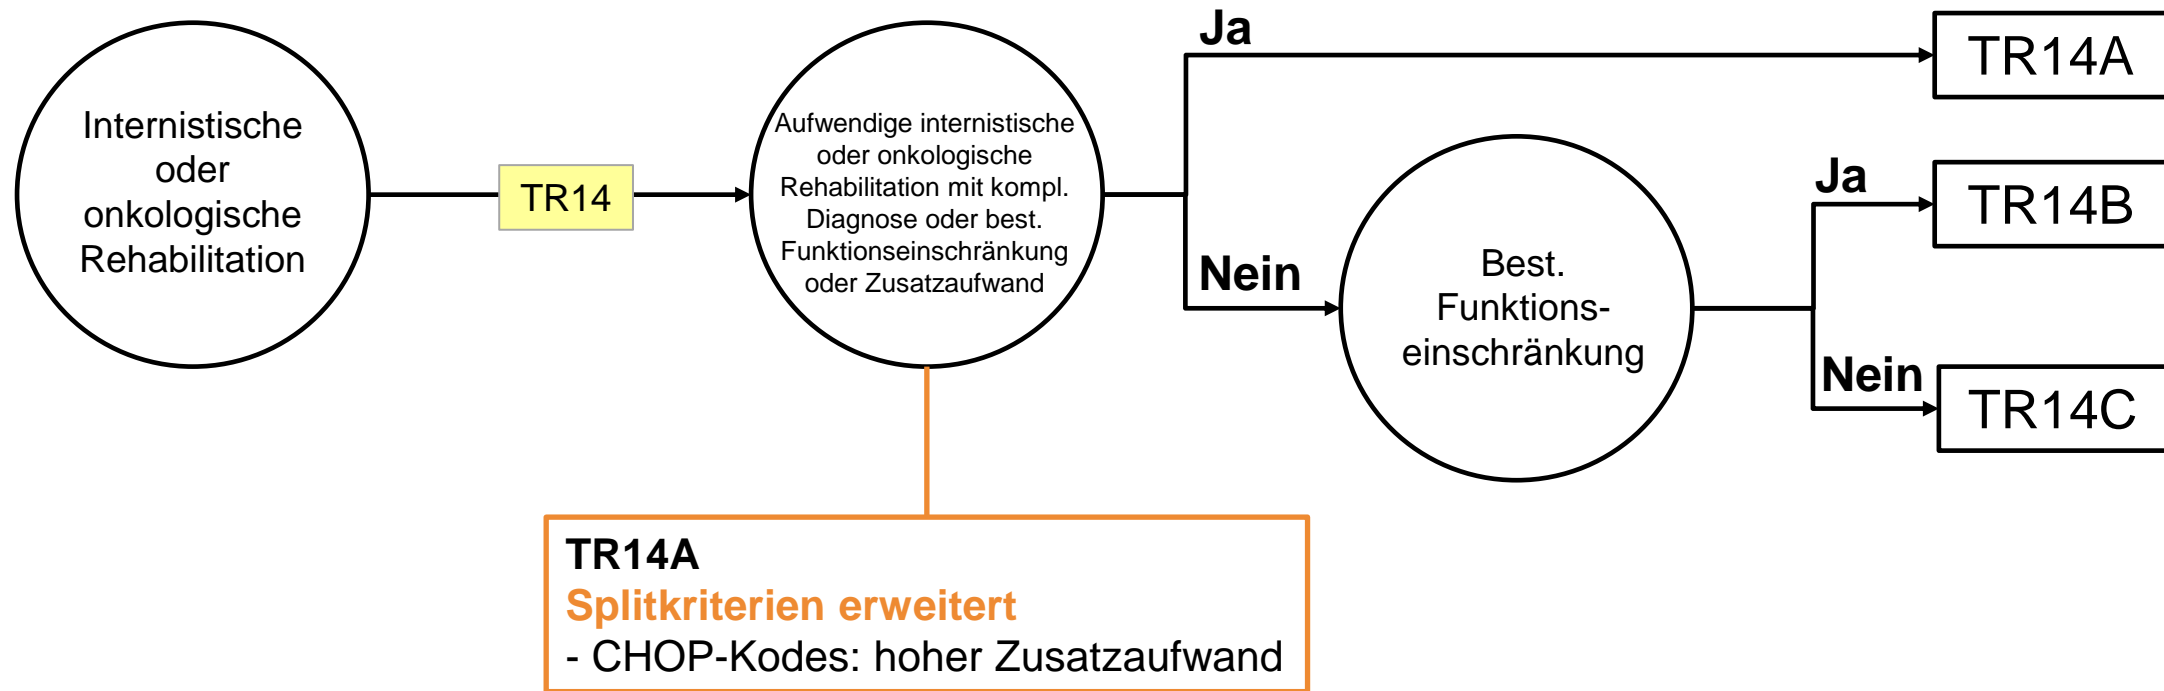 Internistische
oder
onkologische
Rehabilitation
TR14
Aufwendige internistische
oder onkologische
Rehabilitation mit kompl.
Diagnose oder best.
Funktionseinschränkung
oder Zusatzaufwand
Ja
TR14A
Nein
Best.
Funktions-
einschränkung
Ja
TR14B
Nein
TR14C
TR14A
Splitkriterien erweitert
- CHOP-Kodes: hoher Zusatzaufwand